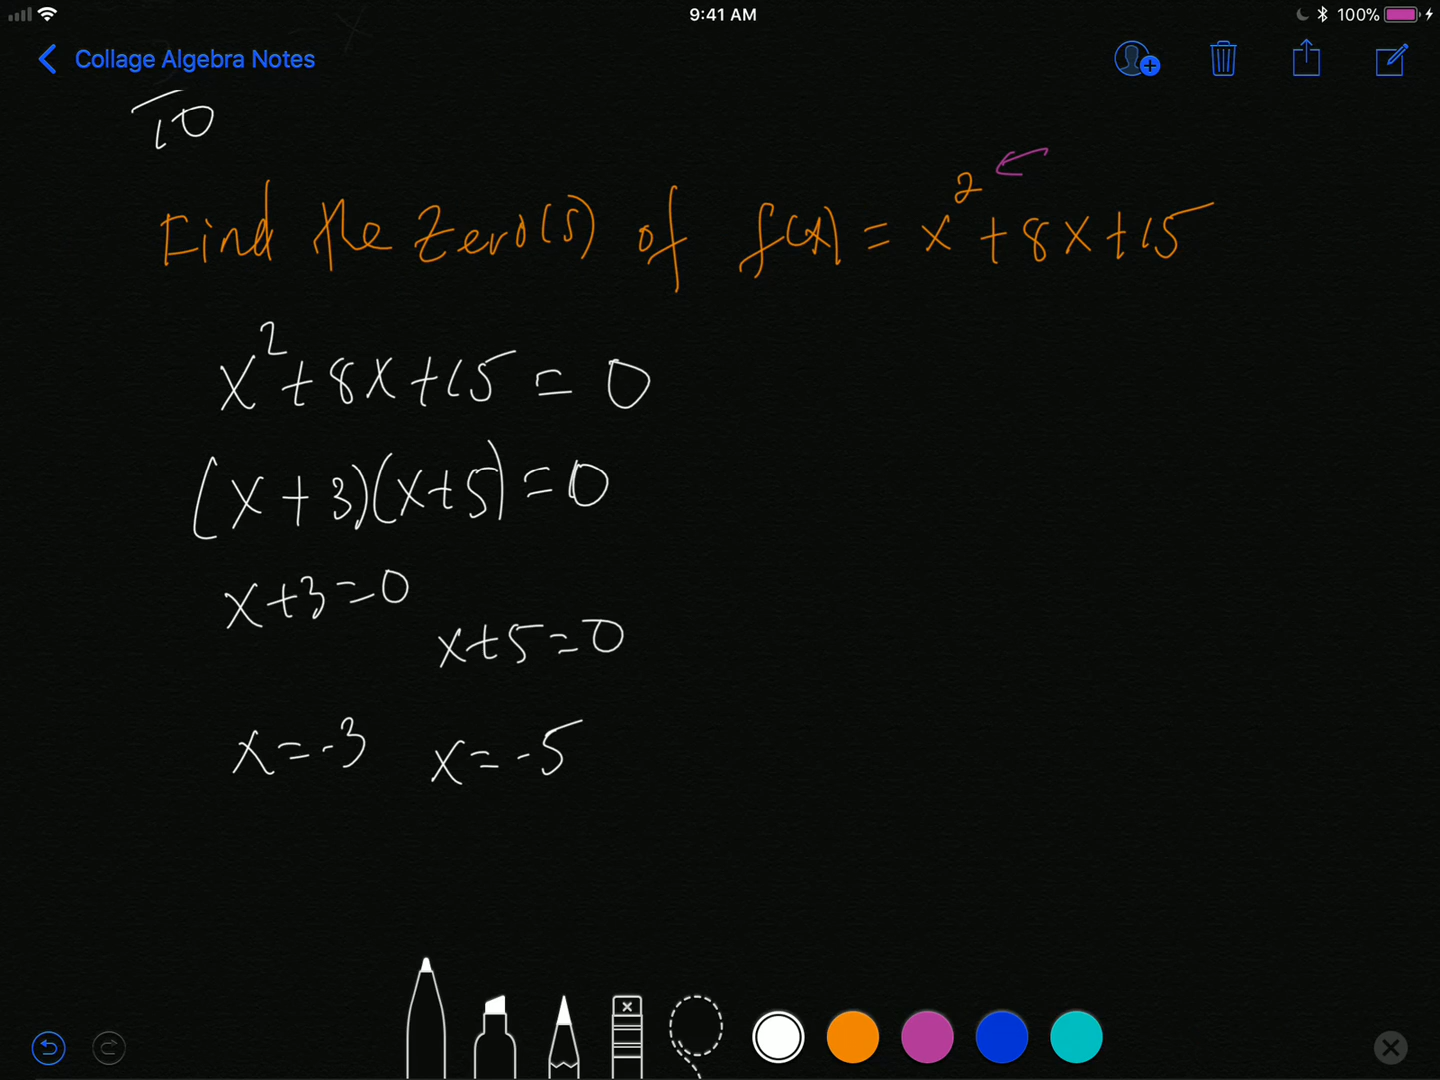 9:41 AM
100%
Collage Algebra Notes
10
Find the Zero(s) of f(x) = x² + 8x + 15
x² + 8x + 15 = 0
(x + 3)(x + 5) = 0
x + 3 = 0
x + 5 = 0
x = -3 x = -5